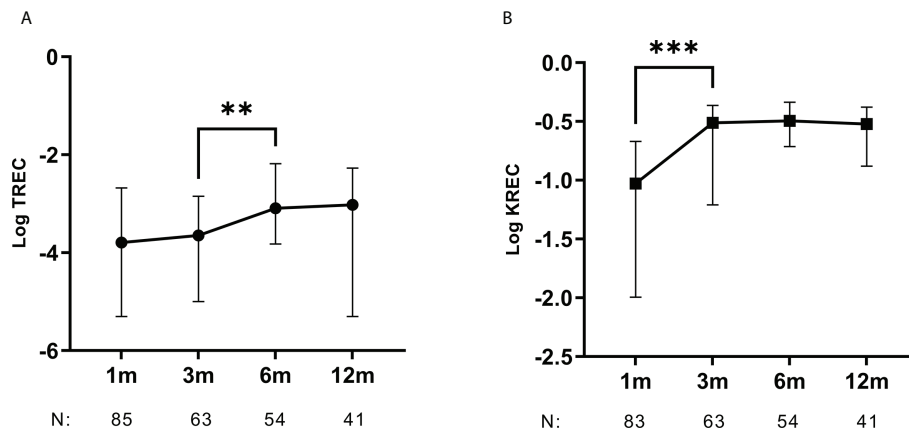 A
0
-2
-4
-6
Log TREC
**
1m 3m 6m 12m
N: 85 63 54 41
B
0.0
-0.5
-1.0
-1.5
-2.0
-2.5
Log KREC
***
1m 3m 6m 12m
N: 83 63 54 41